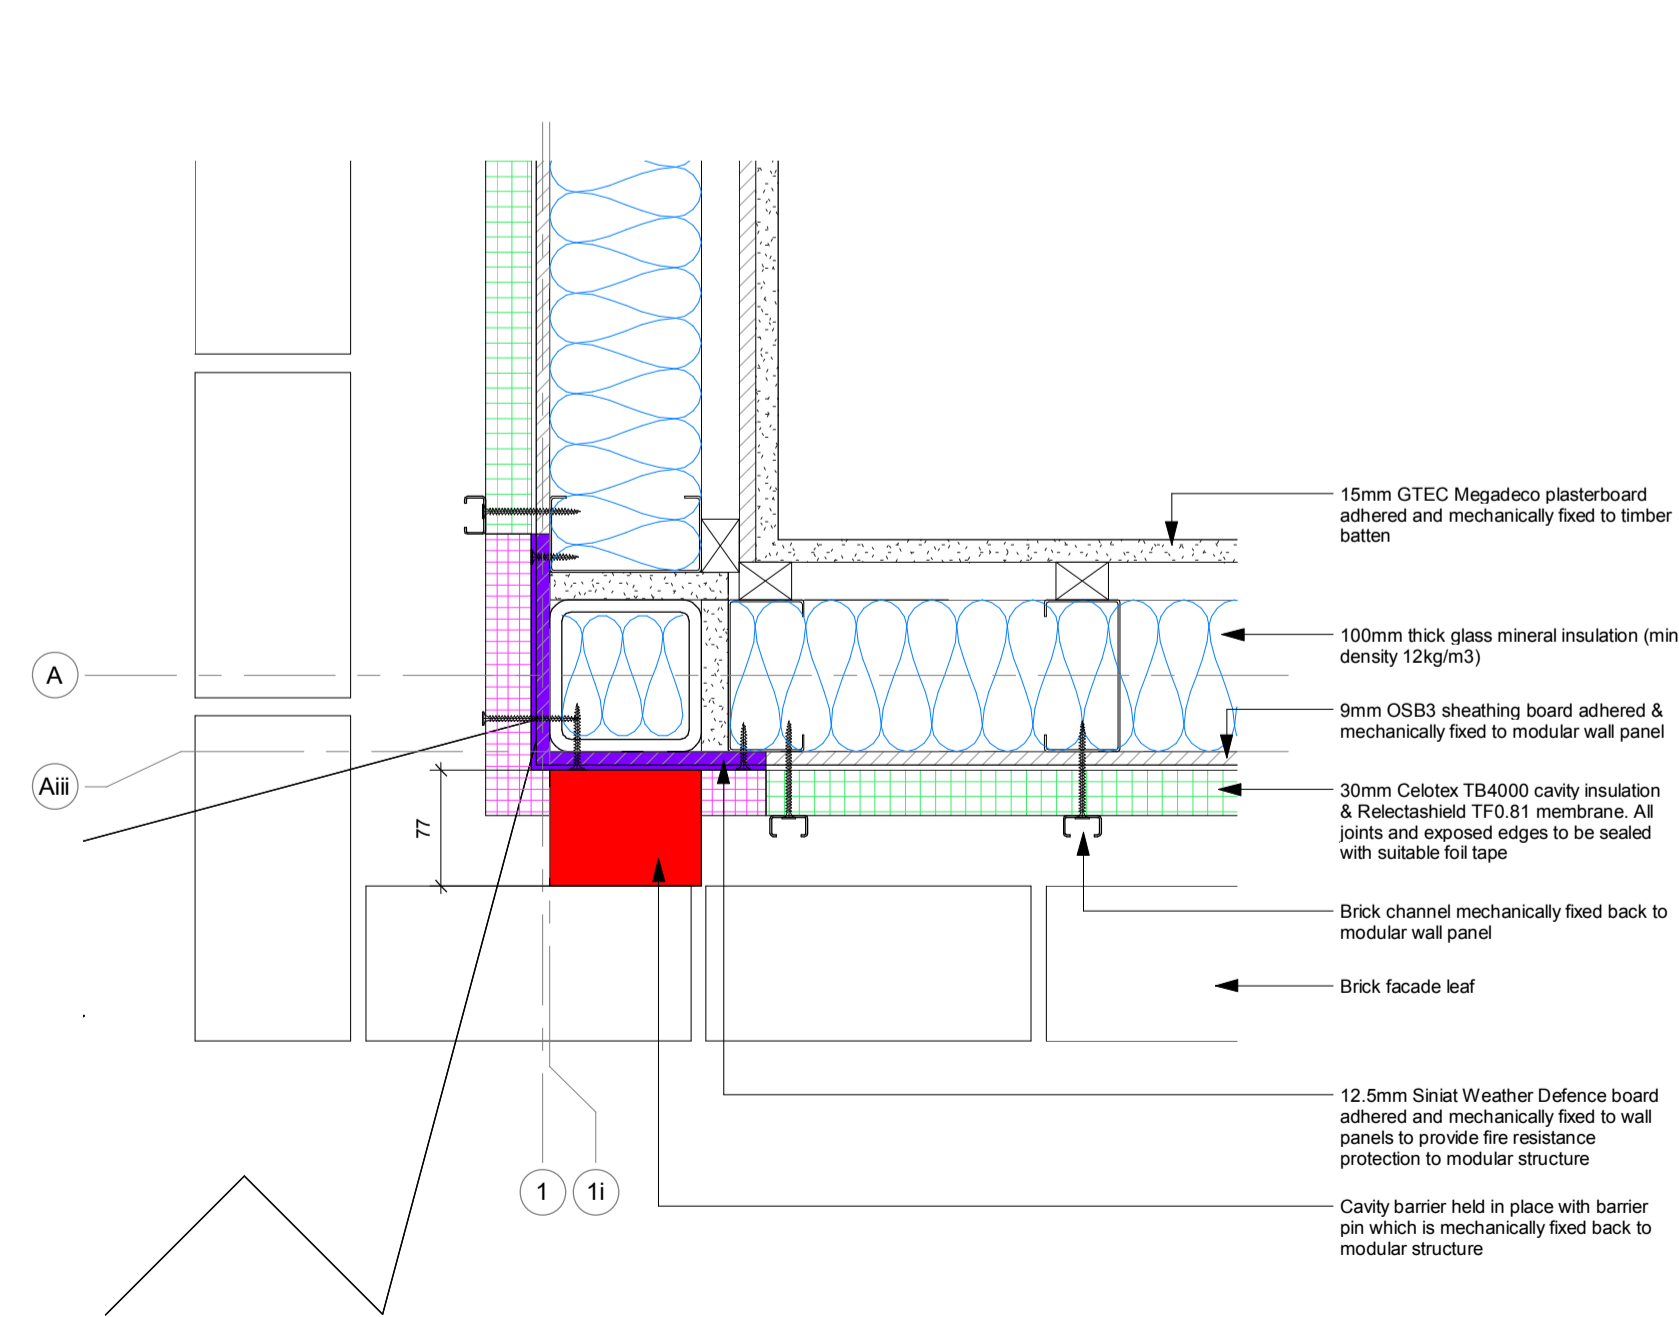 15mm GTEC Megadeco plasterboard
adhered and mechanically fixed to timber
batten
100mm thick glass mineral insulation (min
density 12kg/m3)
A
9mm OSB3 sheathing board adhered &
mechanically fixed to modular wall panel
Aiii
30mm Celotex TB4000 cavity insulation
& Relectashield TF0.81 membrane. All
joints and exposed edges to be sealed
with suitable foil tape
77
Brick channel mechanically fixed back to
modular wall panel
Brick facade leaf
12.5mm Siniat Weather Defence board
adhered and mechanically fixed to wall
panels to provide fire resistance
protection to modular structure
1
1i
Cavity barrier held in place with barrier
pin which is mechanically fixed back to
modular structure